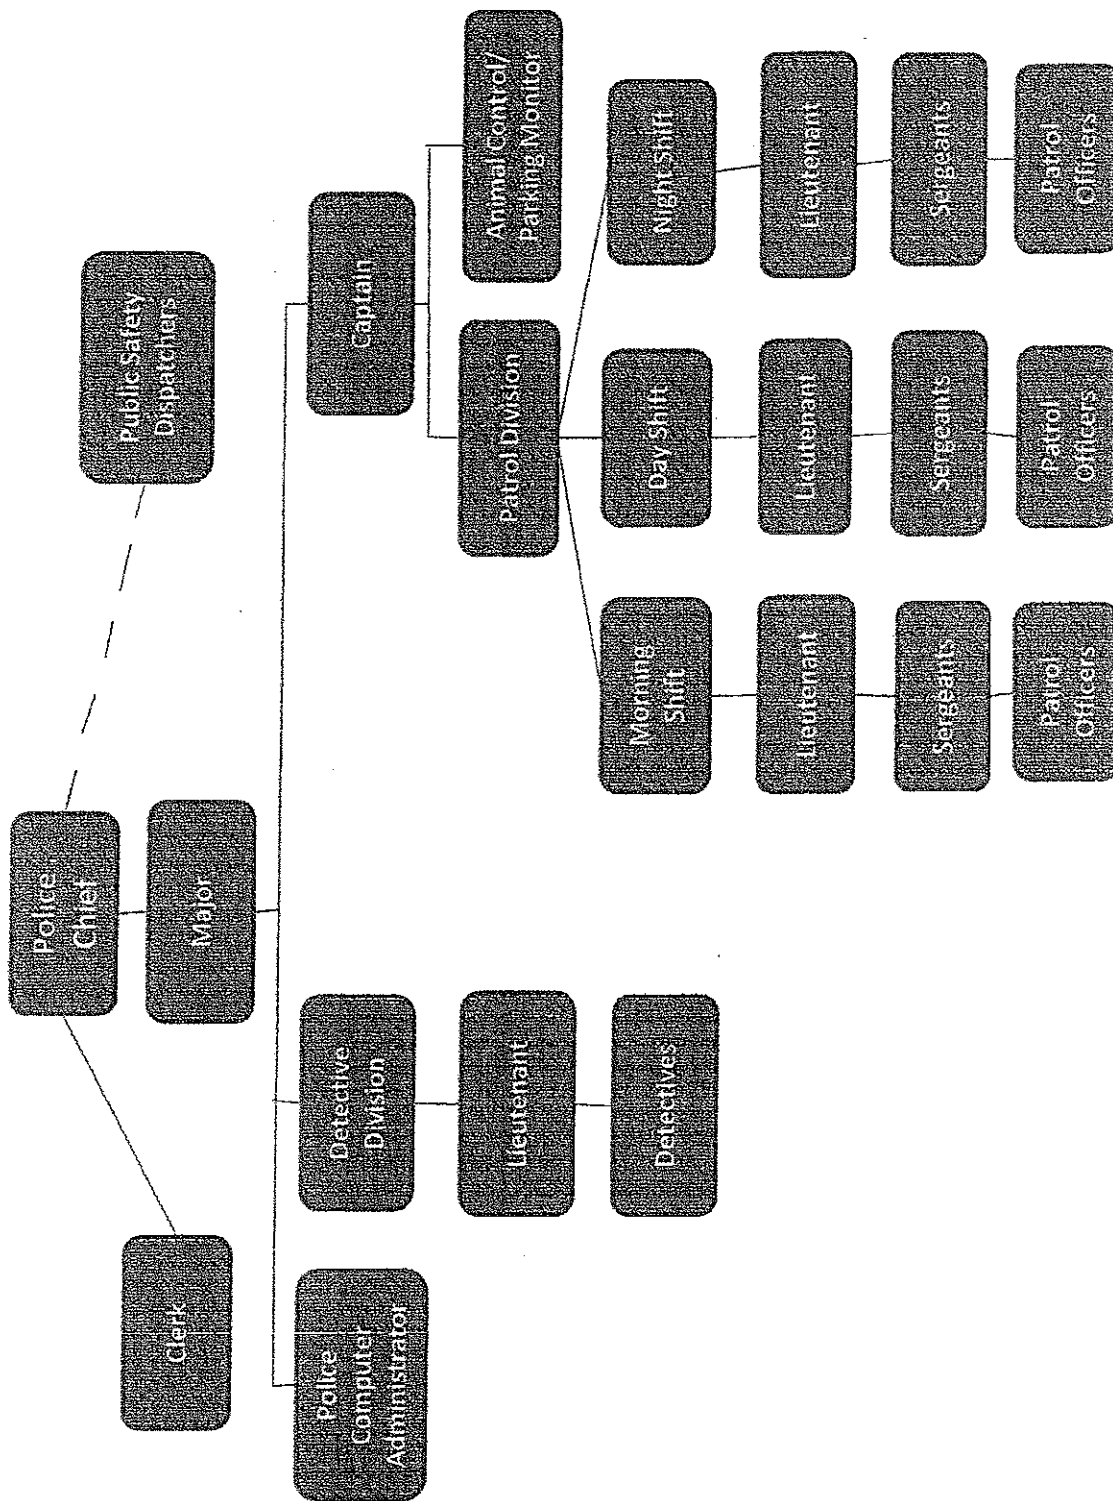 Police
Chief
Clerk
Public Safety
Dispatchers
Major
Police
Computer
Administrator
Detective
Division
Captain
Lieutenant
Patrol Division
Animal Control/
Parking Monitor
Detectives
Morning
Shift
Day Shift
Night Shift
Lieutenant
Lieutenant
Lieutenant
Sergeants
Sergeants
Sergeants
Patrol
Officers
Patrol
Officers
Patrol
Officers